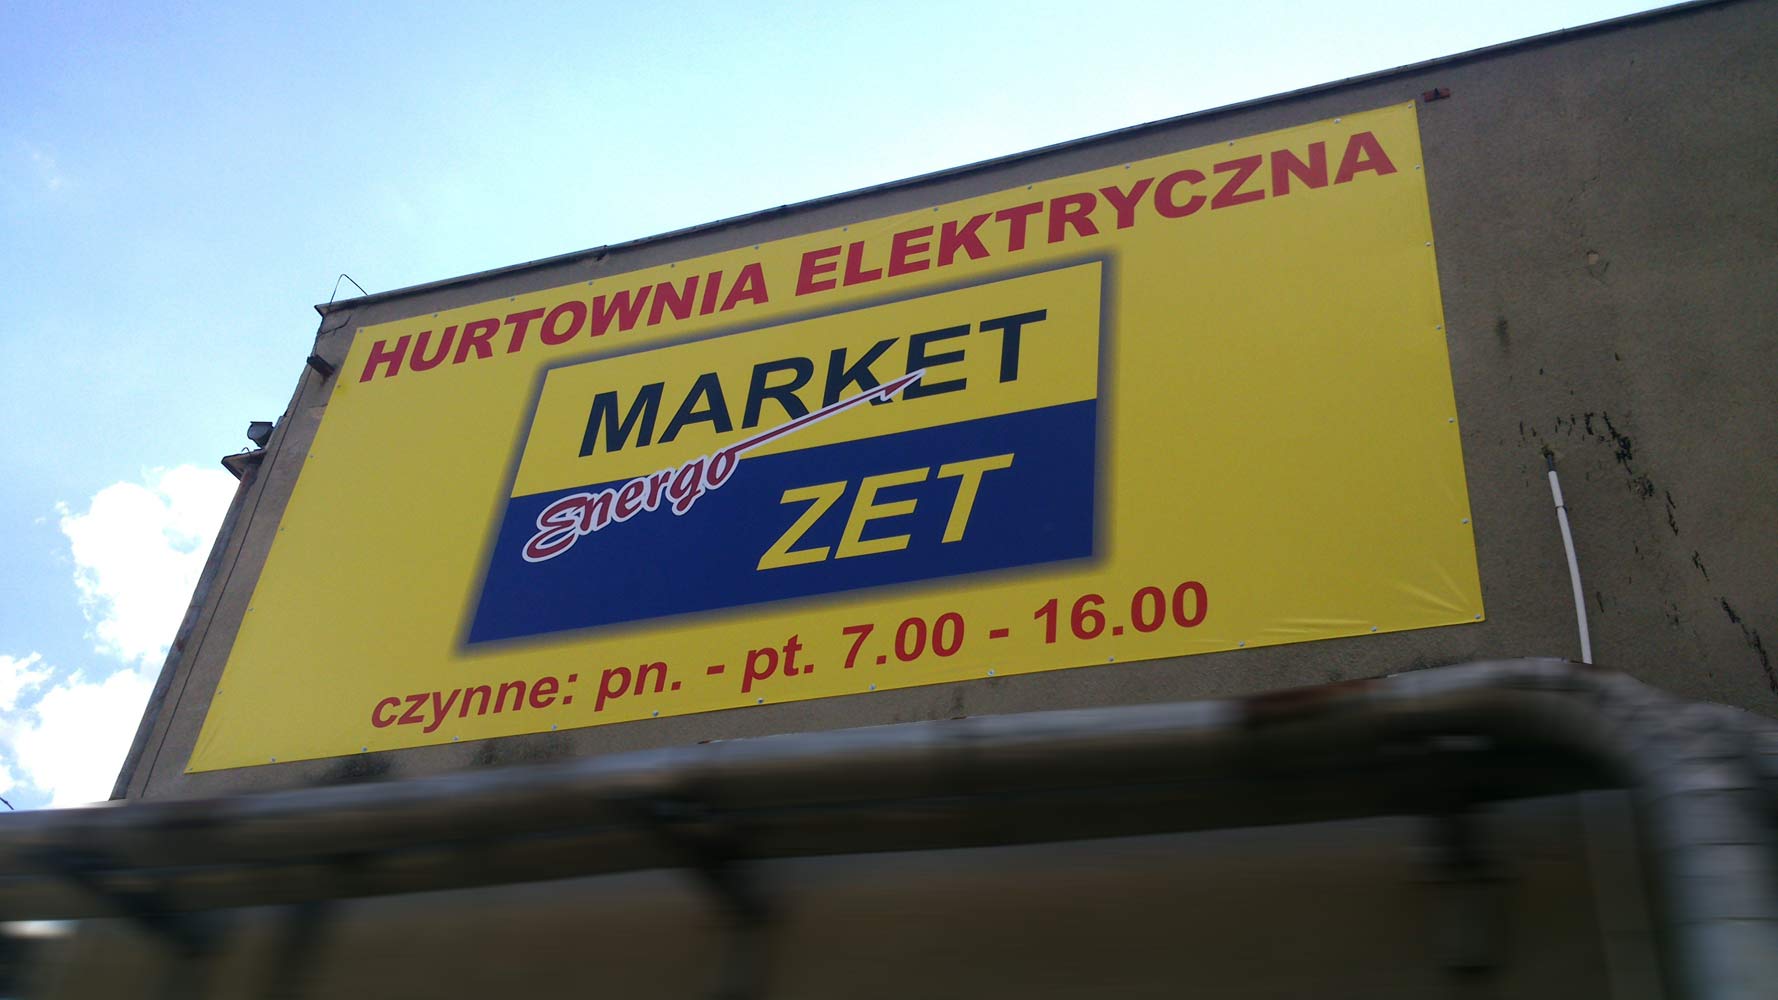 HURTOWNIA ELEKTRYCZNA
MARKET
Energo
ZET
czynne: pn. - pt. 7.00 - 16.00